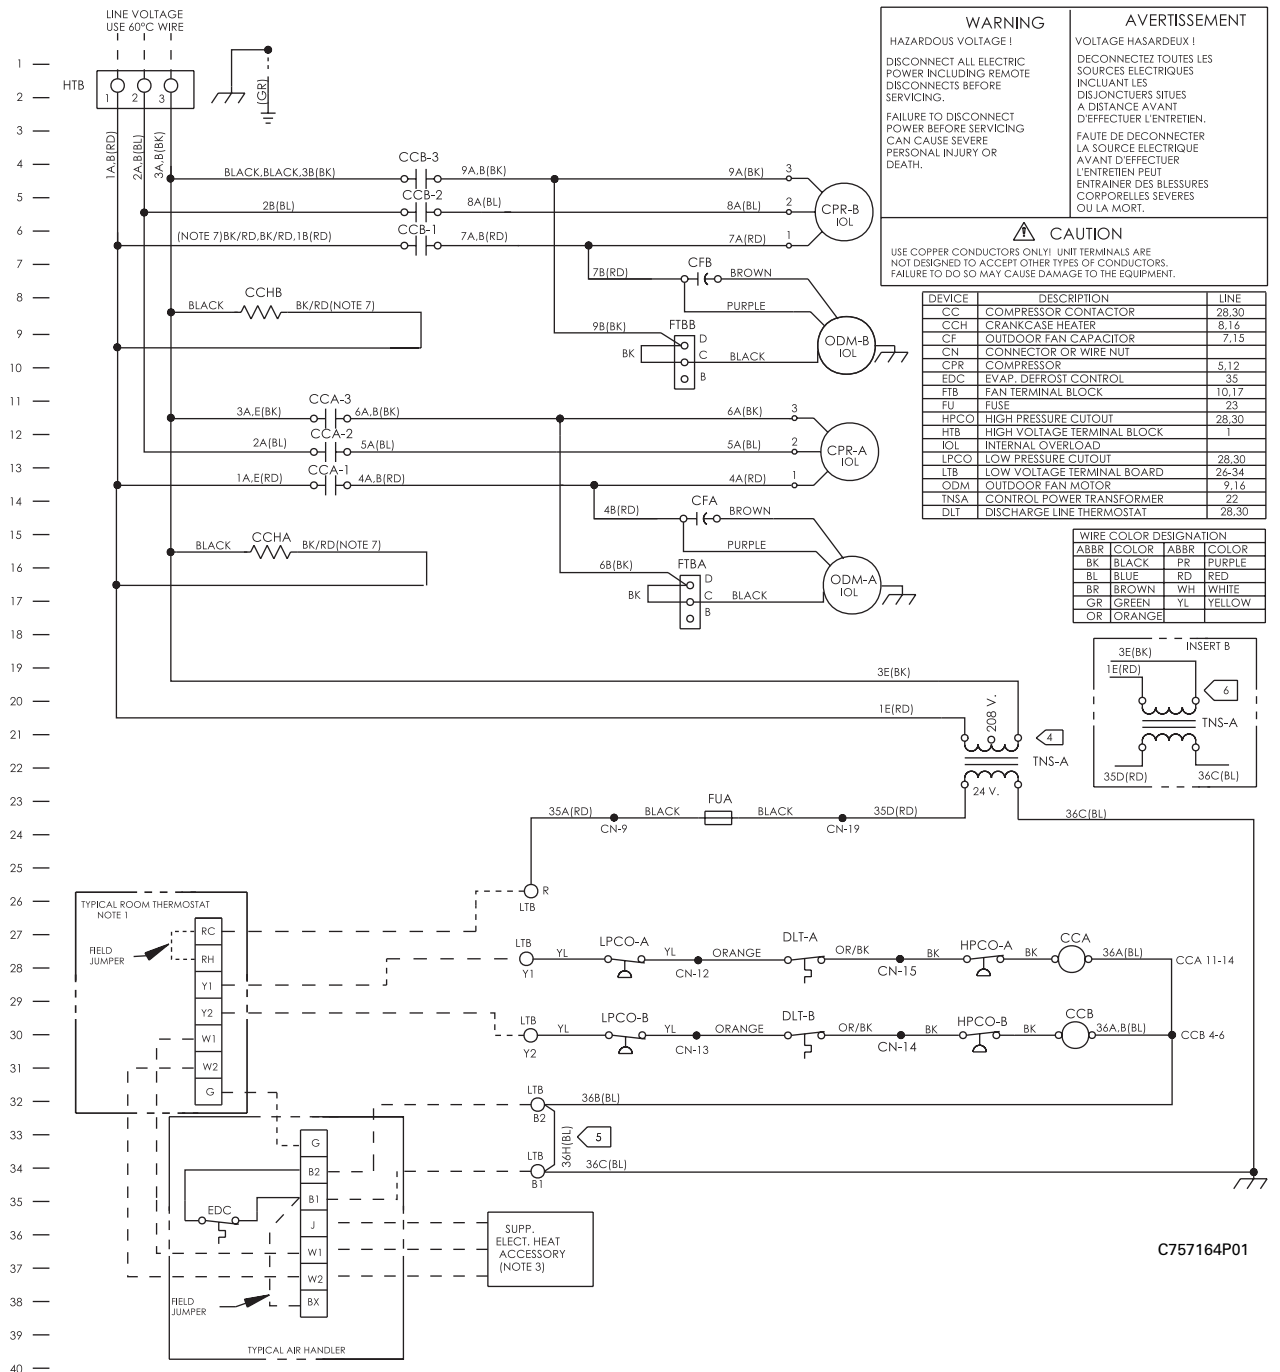 LINE VOLTAGE
USE 60°C WIRE
HTB
1 2 3
(GR)
1A,B(RD)
2A,B(BL)
3A,B(BK)
WARNING
HAZARDOUS VOLTAGE !
DISCONNECT ALL ELECTRIC
POWER INCLUDING REMOTE
DISCONNECTS BEFORE
SERVICING.
FAILURE TO DISCONNECT
POWER BEFORE SERVICING
CAN CAUSE SEVERE
PERSONAL INJURY OR
DEATH.
AVERTISSEMENT
VOLTAGE HASARDEUX !
DECONNECTEZ TOUTES LES
SOURCES ELECTRIQUES
INCLUANT LES
DISJONCTUERS SITUES
A DISTANCE AVANT
D'EFFECTUER L'ENTRETIEN.
FAUTE DE DECONNECTER
LA SOURCE ELECTRIQUE
AVANT D'EFFECTUER
L'ENTRETIEN PEUT
ENTRAINER DES BLESSURES
CORPORELLES SEVERES
OU LA MORT.
CAUTION
USE COPPER CONDUCTORS ONLY! UNIT TERMINALS ARE
NOT DESIGNED TO ACCEPT OTHER TYPES OF CONDUCTORS.
FAILURE TO DO SO MAY CAUSE DAMAGE TO THE EQUIPMENT.
DEVICE DESCRIPTION LINE
CC COMPRESSOR CONTACTOR 28,30
CCH CRANKCASE HEATER 8,16
CF OUTDOOR FAN CAPACITOR 7,15
CN CONNECTOR OR WIRE NUT
CPR COMPRESSOR 5,12
EDC EVAP. DEFROST CONTROL 35
FTB FAN TERMINAL BLOCK 10,17
FU FUSE 23
HPCO HIGH PRESSURE CUTOUT 28,30
HTB HIGH VOLTAGE TERMINAL BLOCK 1
IOL INTERNAL OVERLOAD
LPCO LOW PRESSURE CUTOUT 28,30
LTB LOW VOLTAGE TERMINAL BOARD 26-34
ODM OUTDOOR FAN MOTOR 9,16
TNSA CONTROL POWER TRANSFORMER 22
DLT DISCHARGE LINE THERMOSTAT 28,30
WIRE COLOR DESIGNATION
ABBR COLOR ABBR COLOR
BK BLACK PR PURPLE
BL BLUE RD RED
BR BROWN WH WHITE
GR GREEN YL YELLOW
OR ORANGE
INSERT B
3E(BK)
1E(RD)
6
TNS-A
35D(RD) 36C(BL)
1
2
3
4
5
6
7
8
9
10
11
12
13
14
15
16
17
18
19
20
21
22
23
24
25
26
27
28
29
30
31
32
33
34
35
36
37
38
39
40
CCB-3
BLACK,BLACK,3B(BK) 9A,B(BK) 9A(BK) 3
CCB-2
2B(BL) 8A(BL) 8A(BL) 2
CPR-B
IOL
CCB-1
(NOTE 7)BK/RD,BK/RD,1B(RD) 7A,B(RD) 7A(RD) 1
CFB
7B(RD) BROWN
CCHB
BLACK BK/RD(NOTE 7)
PURPLE
FTBB
9B(BK) D
ODM-B
IOL
BK C BLACK
B
CCA-3
3A,E(BK) 6A,B(BK) 6A(BK) 3
CCA-2
2A(BL) 5A(BL) 5A(BL) 2
CPR-A
IOL
CCA-1
1A,E(RD) 4A,B(RD) 4A(RD) 1
CFA
4B(RD) BROWN
CCHA
BLACK BK/RD(NOTE 7)
PURPLE
FTBA
6B(BK) D
ODM-A
IOL
BK C BLACK
B
3E(BK)
1E(RD)
208 V.
4
TNS-A
24 V.
FUA
35A(RD) BLACK BLACK 35D(RD) 36C(BL)
CN-9 CN-19
R
LTB
TYPICAL ROOM THERMOSTAT
NOTE 1
FIELD
JUMPER
RC
RH
Y1
Y2
W1
W2
G
LTB LPCO-A DLT-A HPCO-A CCA
YL YL ORANGE OR/BK BK BK 36A(BL)
Y1 CN-12 CN-15
CCA 11-14
LTB LPCO-B DLT-B HPCO-B CCB
YL YL ORANGE OR/BK BK BK 36A,B(BL)
Y2 CN-13 CN-14
CCB 4-6
LTB
36B(BL)
B2
36H(BL)
5
LTB
36C(BL)
B1
G
B2
B1
J
W1
W2
BX
EDC
FIELD
JUMPER
TYPICAL AIR HANDLER
SUPP.
ELECT. HEAT
ACCESSORY
(NOTE 3)
C757164P01